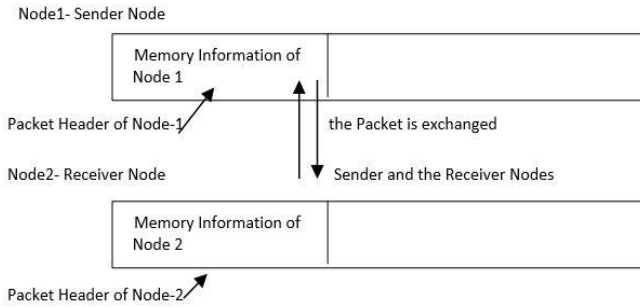 Node1- Sender Node
Memory Information of
Node 1
Packet Header of Node-1
the Packet is exchanged
Node2- Receiver Node
Sender and the Receiver Nodes
Memory Information of
Node 2
Packet Header of Node-2